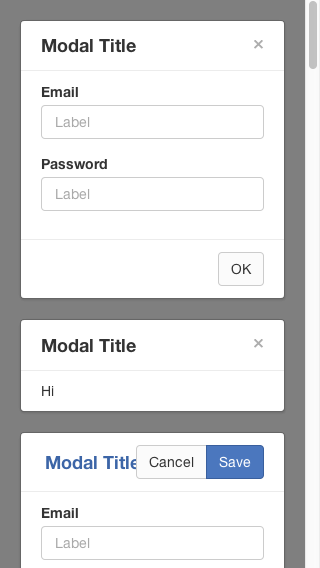 Modal Title ×
Email
Label
Password
Label
OK
Modal Title ×
Hi
Modal Title Cancel Save
Email
Label